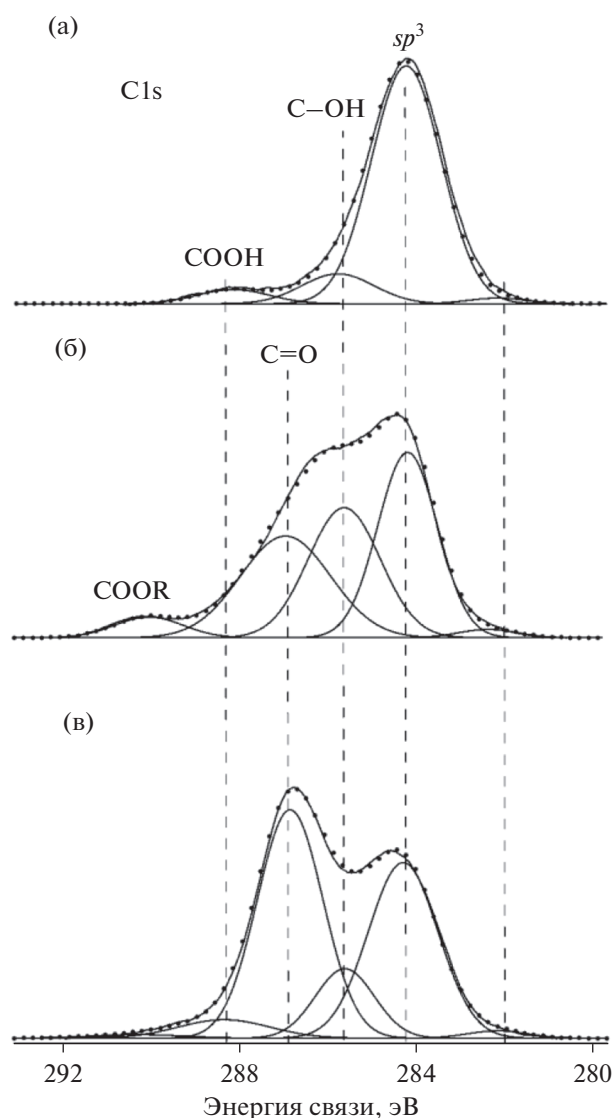 (а)
sp³
C1s
C–OH
COOH
(б)
C=O
COOR
(в)
292 288 284 280
Энергия связи, эВ